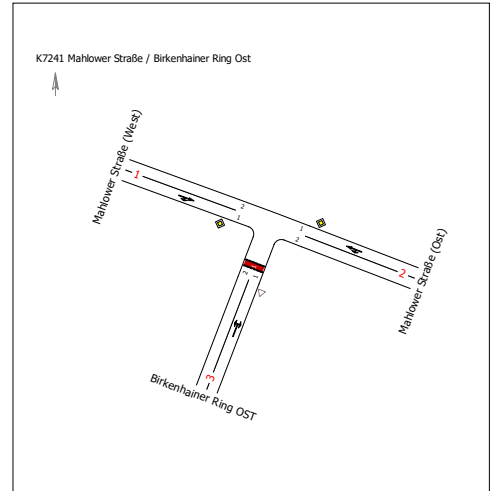 K7241 Mahlower Straße / Birkenhainer Ring Ost
Mahlower Straße (West)
1
2
1
1
2
2
Mahlower Straße (Ost)
2
1
3
Birkenhainer Ring OST